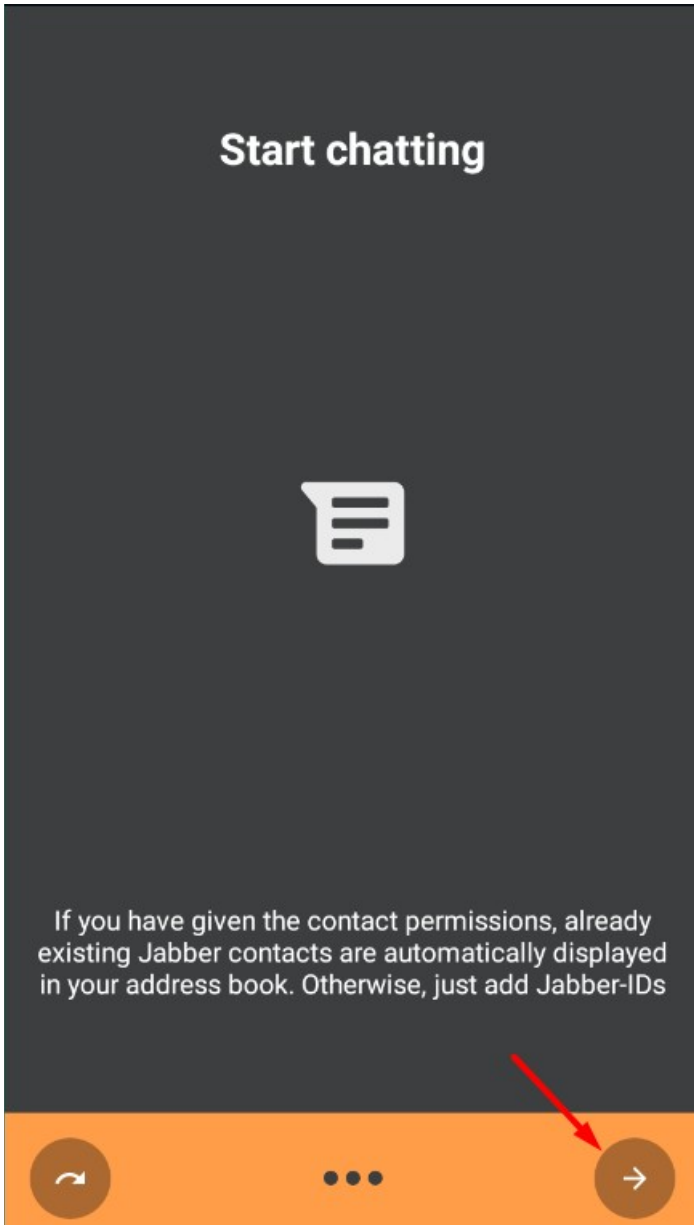 Start chatting
If you have given the contact permissions, already
existing Jabber contacts are automatically displayed
in your address book. Otherwise, just add Jabber-IDs